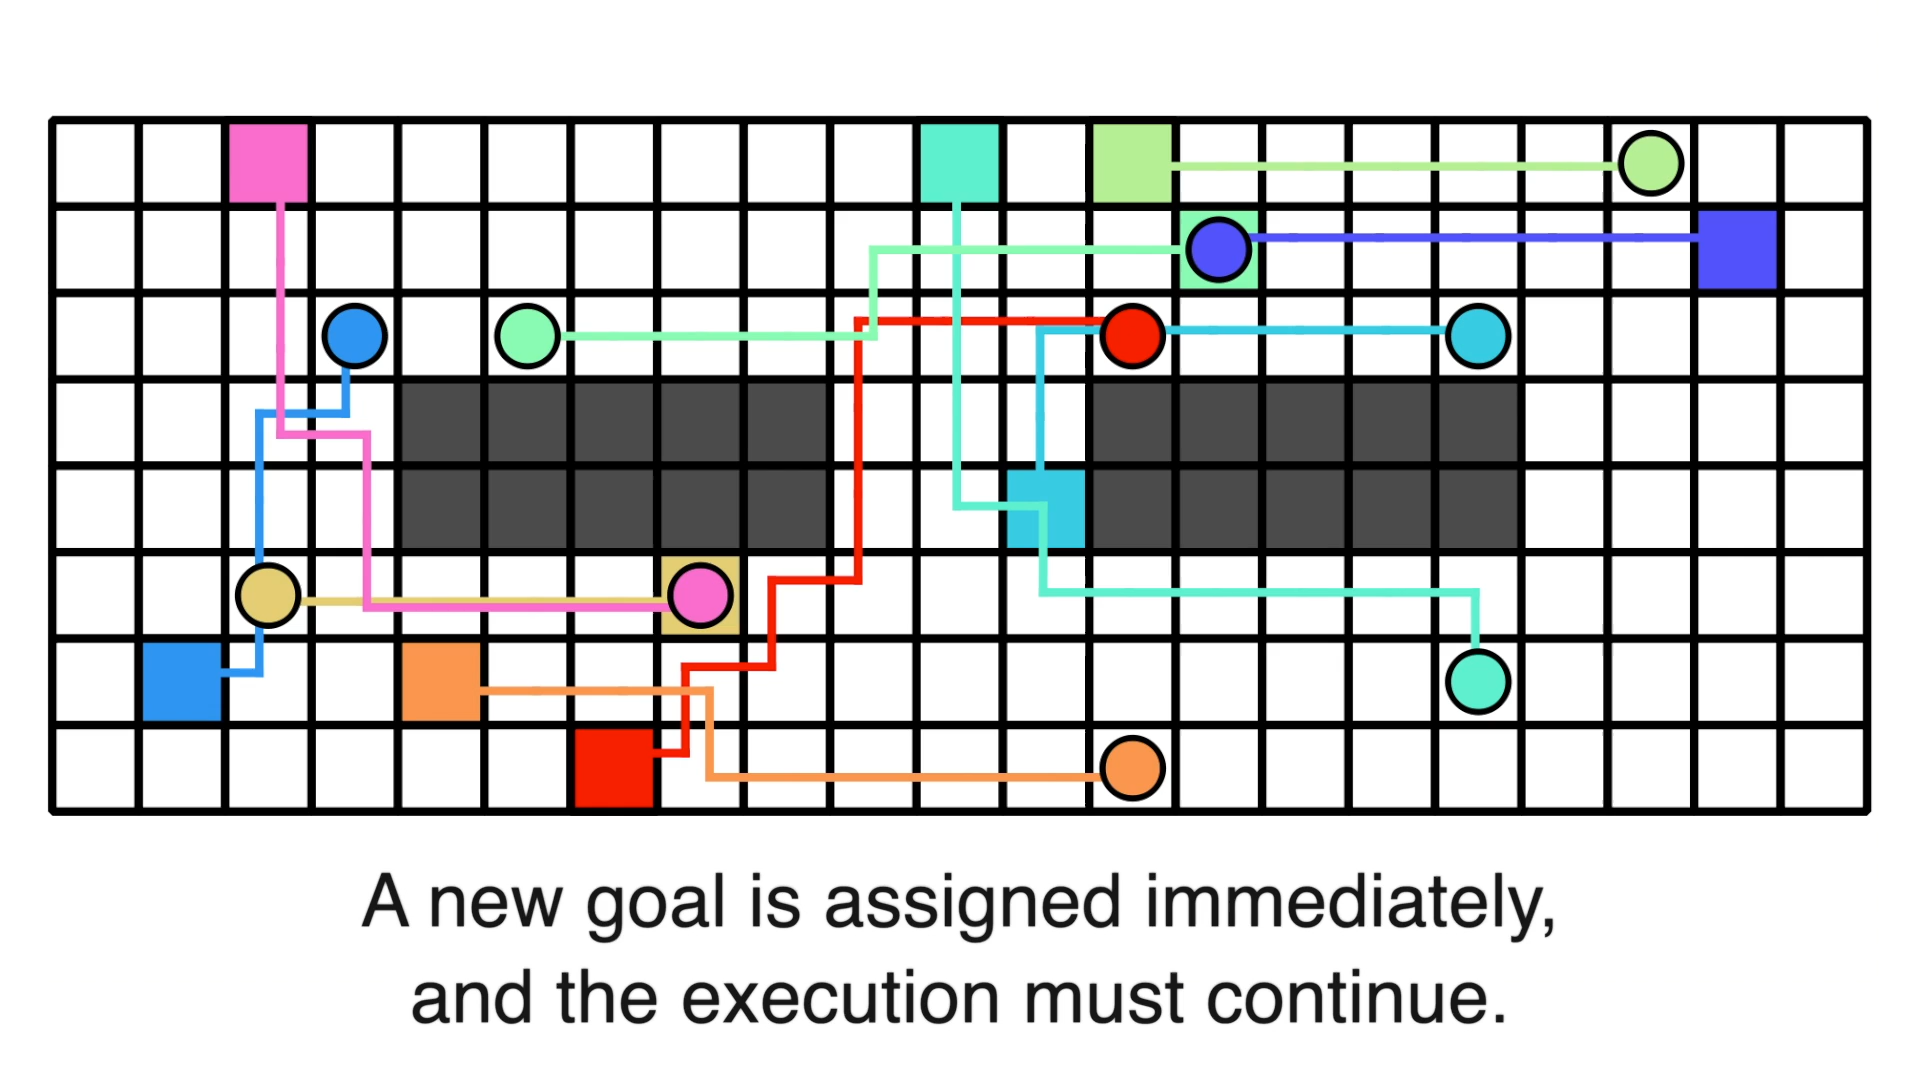 A new goal is assigned immediately,
and the execution must continue.